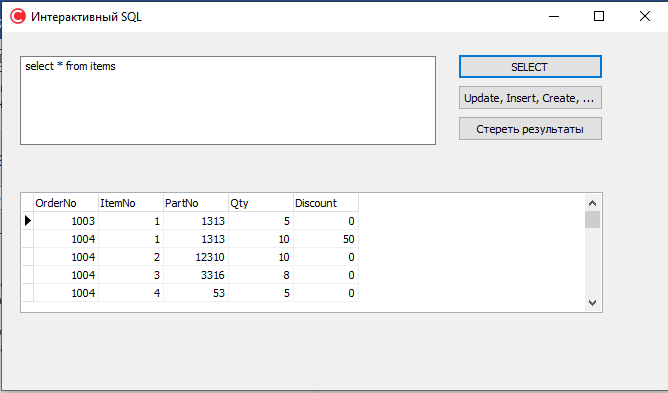 Интерактивный SQL
select * from items
SELECT
Update, Insert, Create, ...
Стереть результаты
OrderNo ItemNo PartNo Qty Discount
1003 1 1313 5 0
1004 1 1313 10 50
1004 2 12310 10 0
1004 3 3316 8 0
1004 4 53 5 0